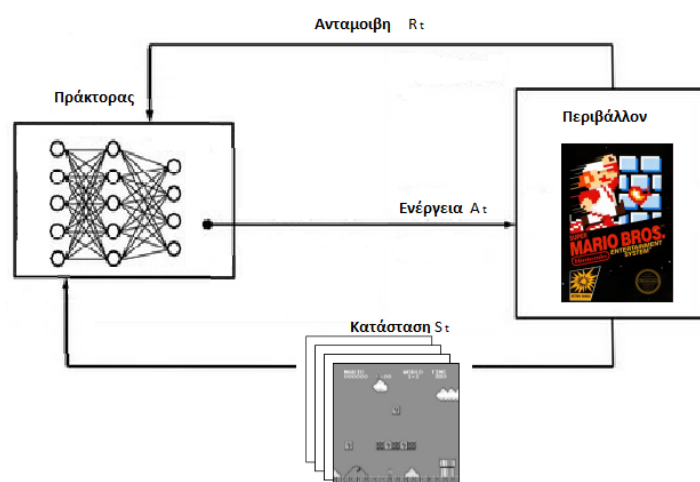 Ανταμοιβη Rt
Πράκτορας
Περιβάλλον
Ενέργεια At
SUPER
MARIO BROS.
Nintendo
ENTERTAINMENT
SYSTEM
Κατάσταση St
MARIO WORLD TIME